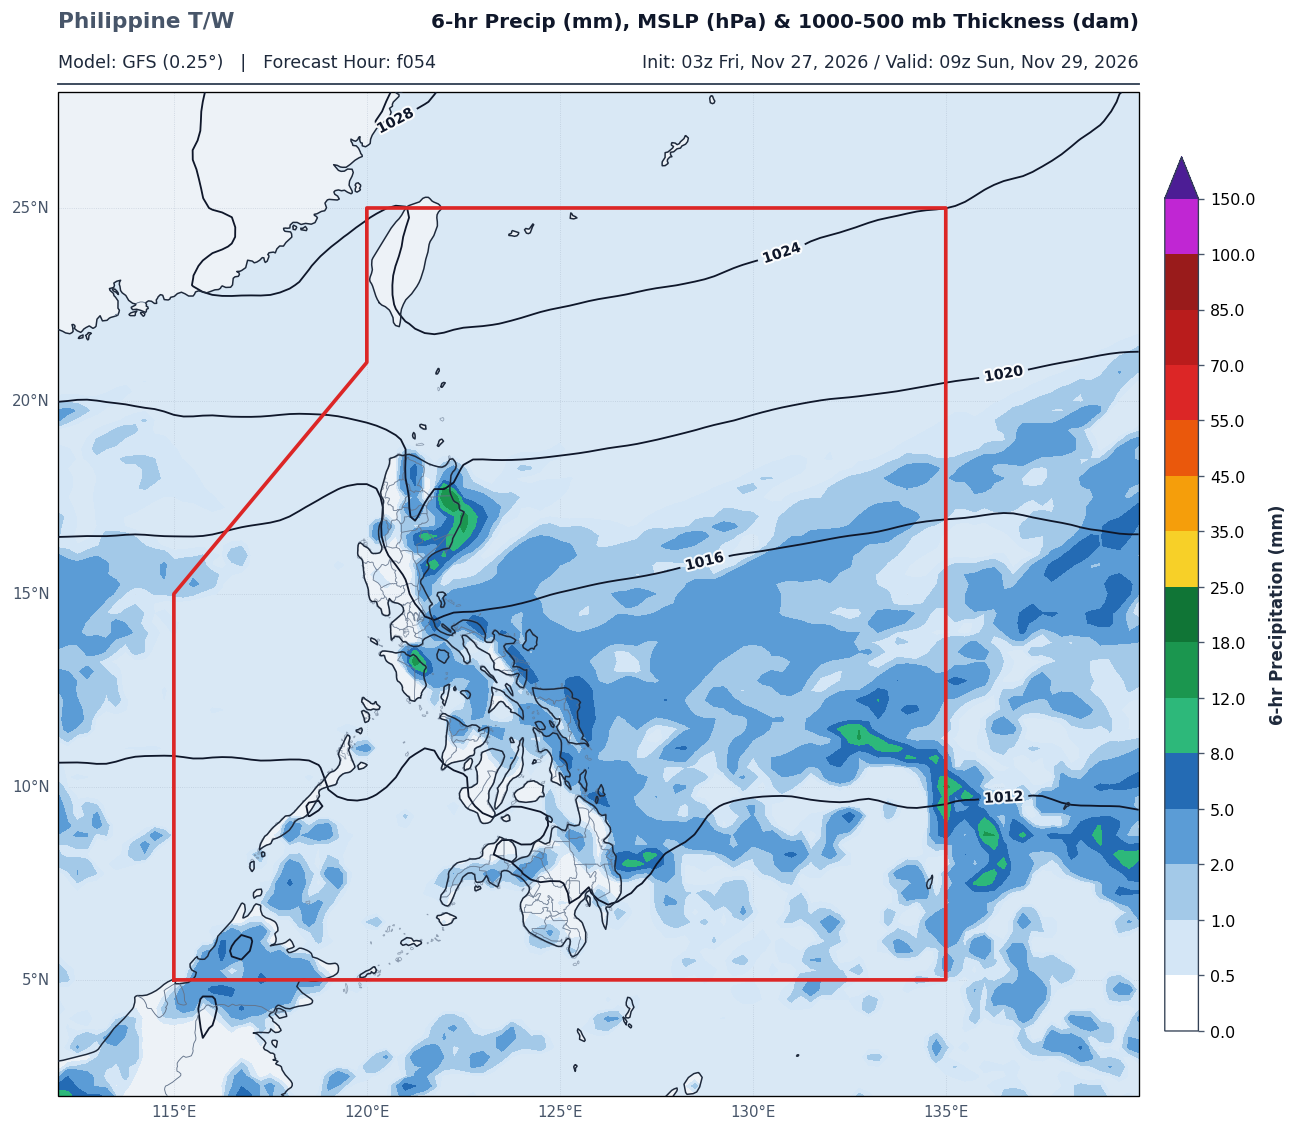 Philippine T/W
6-hr Precip (mm), MSLP (hPa) & 1000-500 mb Thickness (dam)
Model: GFS (0.25°) | Forecast Hour: f054
Init: 03z Fri, Nov 27, 2026 / Valid: 09z Sun, Nov 29, 2026
1028
25°N
1024
1020
20°N
1016
15°N
10°N
1012
5°N
115°E
120°E
125°E
130°E
135°E
150.0
100.0
85.0
70.0
55.0
45.0
35.0
25.0
18.0
12.0
8.0
5.0
2.0
1.0
0.5
0.0
6-hr Precipitation (mm)